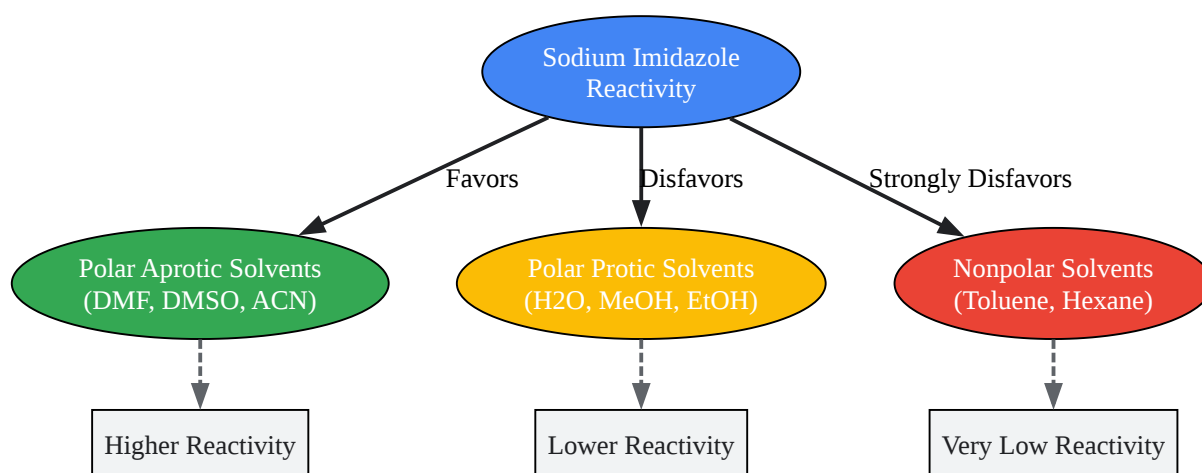 Sodium Imidazole
Reactivity
Favors
Disfavors
Strongly Disfavors
Polar Aprotic Solvents
(DMF, DMSO, ACN)
Polar Protic Solvents
(H2O, MeOH, EtOH)
Nonpolar Solvents
(Toluene, Hexane)
Higher Reactivity
Lower Reactivity
Very Low Reactivity